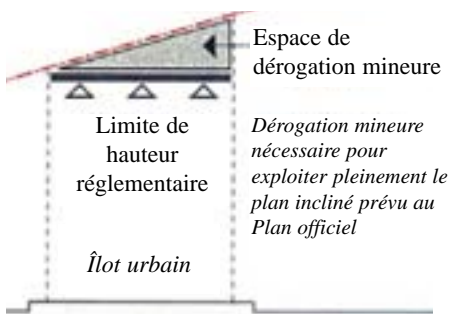 Espace de
dérogation mineure
Limite de
hauteur
réglementaire
Dérogation mineure
nécessaire pour
exploiter pleinement le
plan incliné prévu au
Plan officiel
Îlot urbain